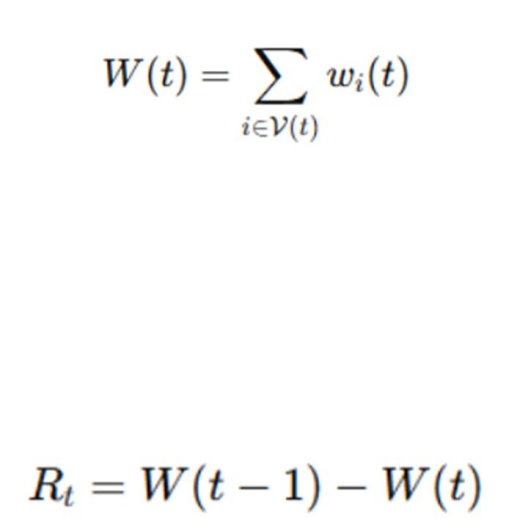 W(t) = ∑_{i∈𝒱(t)} w_i(t)
R_t = W(t − 1) − W(t)